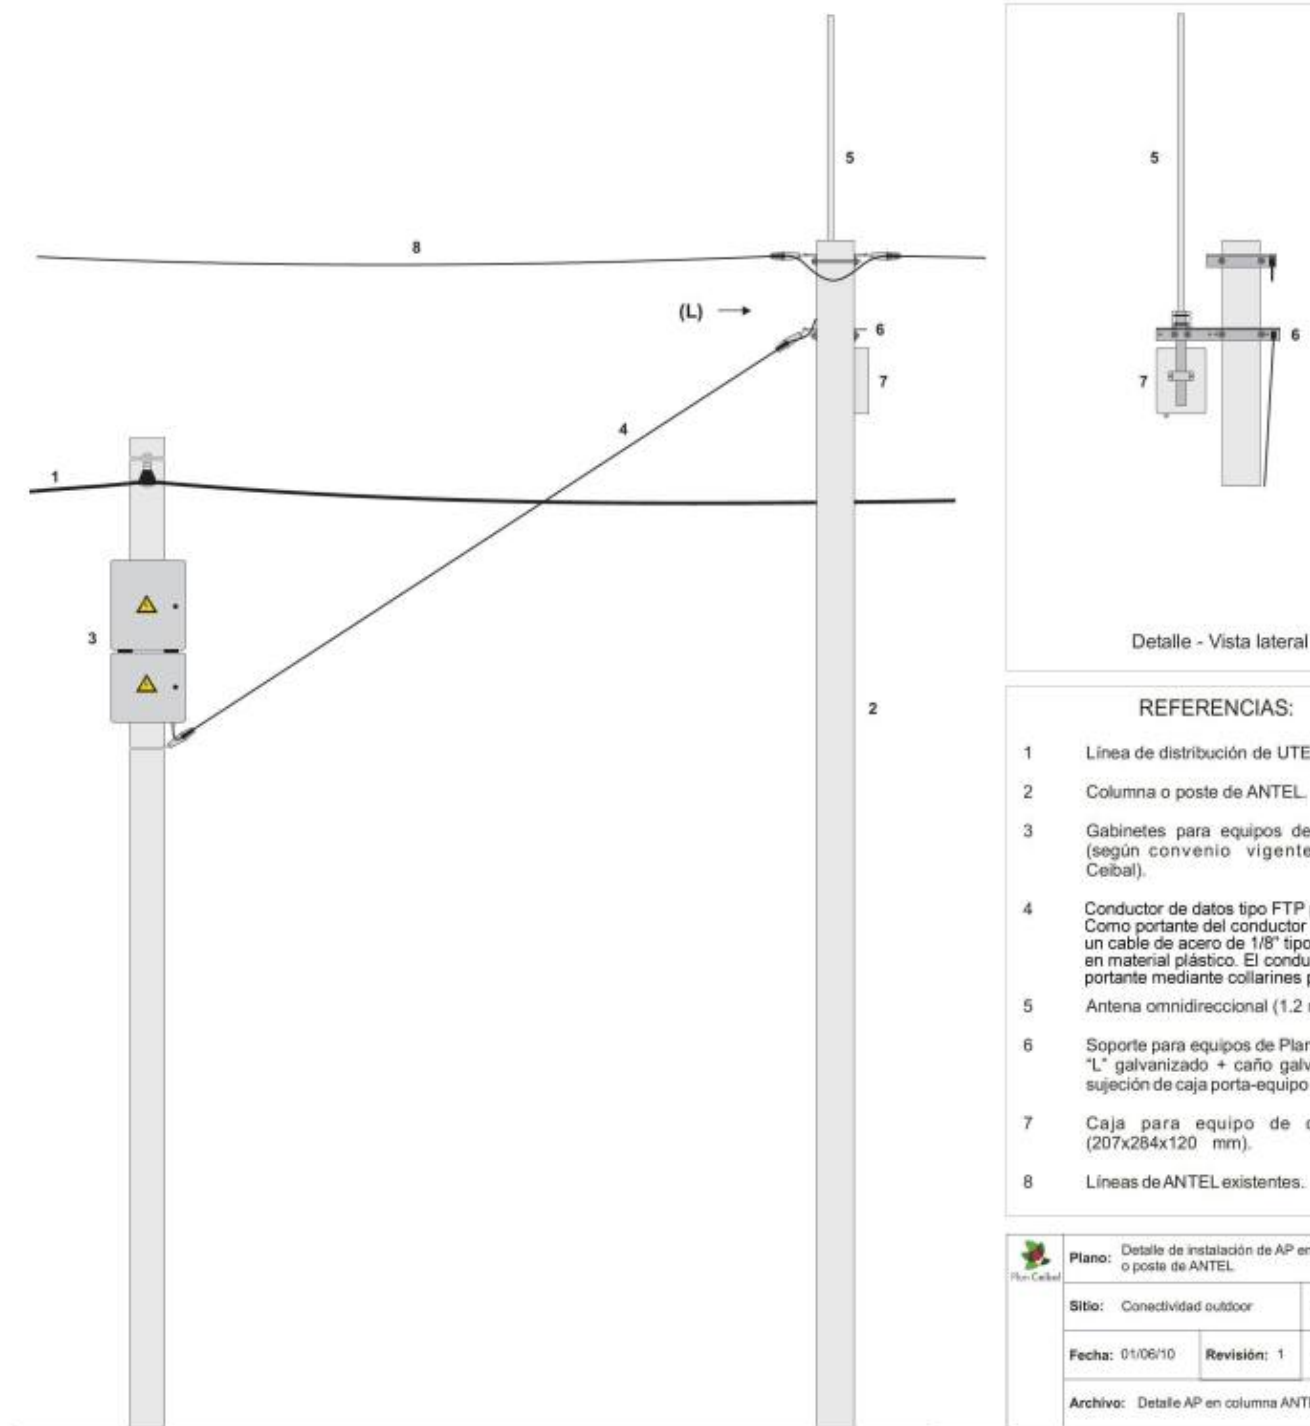 5
8
(L)
6
7
4
1
3
2
5
6
7
Detalle - Vista lateral
REFERENCIAS:
1 Línea de distribución de UTE
2 Columna o poste de ANTEL.
3 Gabinetes para equipos de
(según convenio vigente
Ceibal).
4 Conductor de datos tipo FTP
Como portante del conductor
un cable de acero de 1/8" tipo
en material plástico. El condu
portante mediante collarines p
5 Antena omnidireccional (1.2
6 Soporte para equipos de Plan
"L" galvanizado + caño galv
sujeción de caja porta-equipo
7 Caja para equipo de
(207x284x120 mm).
8 Líneas de ANTEL existentes.
Plan Ceibal
Plano: Detalle de instalación de AP en
o poste de ANTEL
Sitio: Conectividad outdoor
Fecha: 01/06/10 Revisión: 1
Archivo: Detalle AP en columna ANT